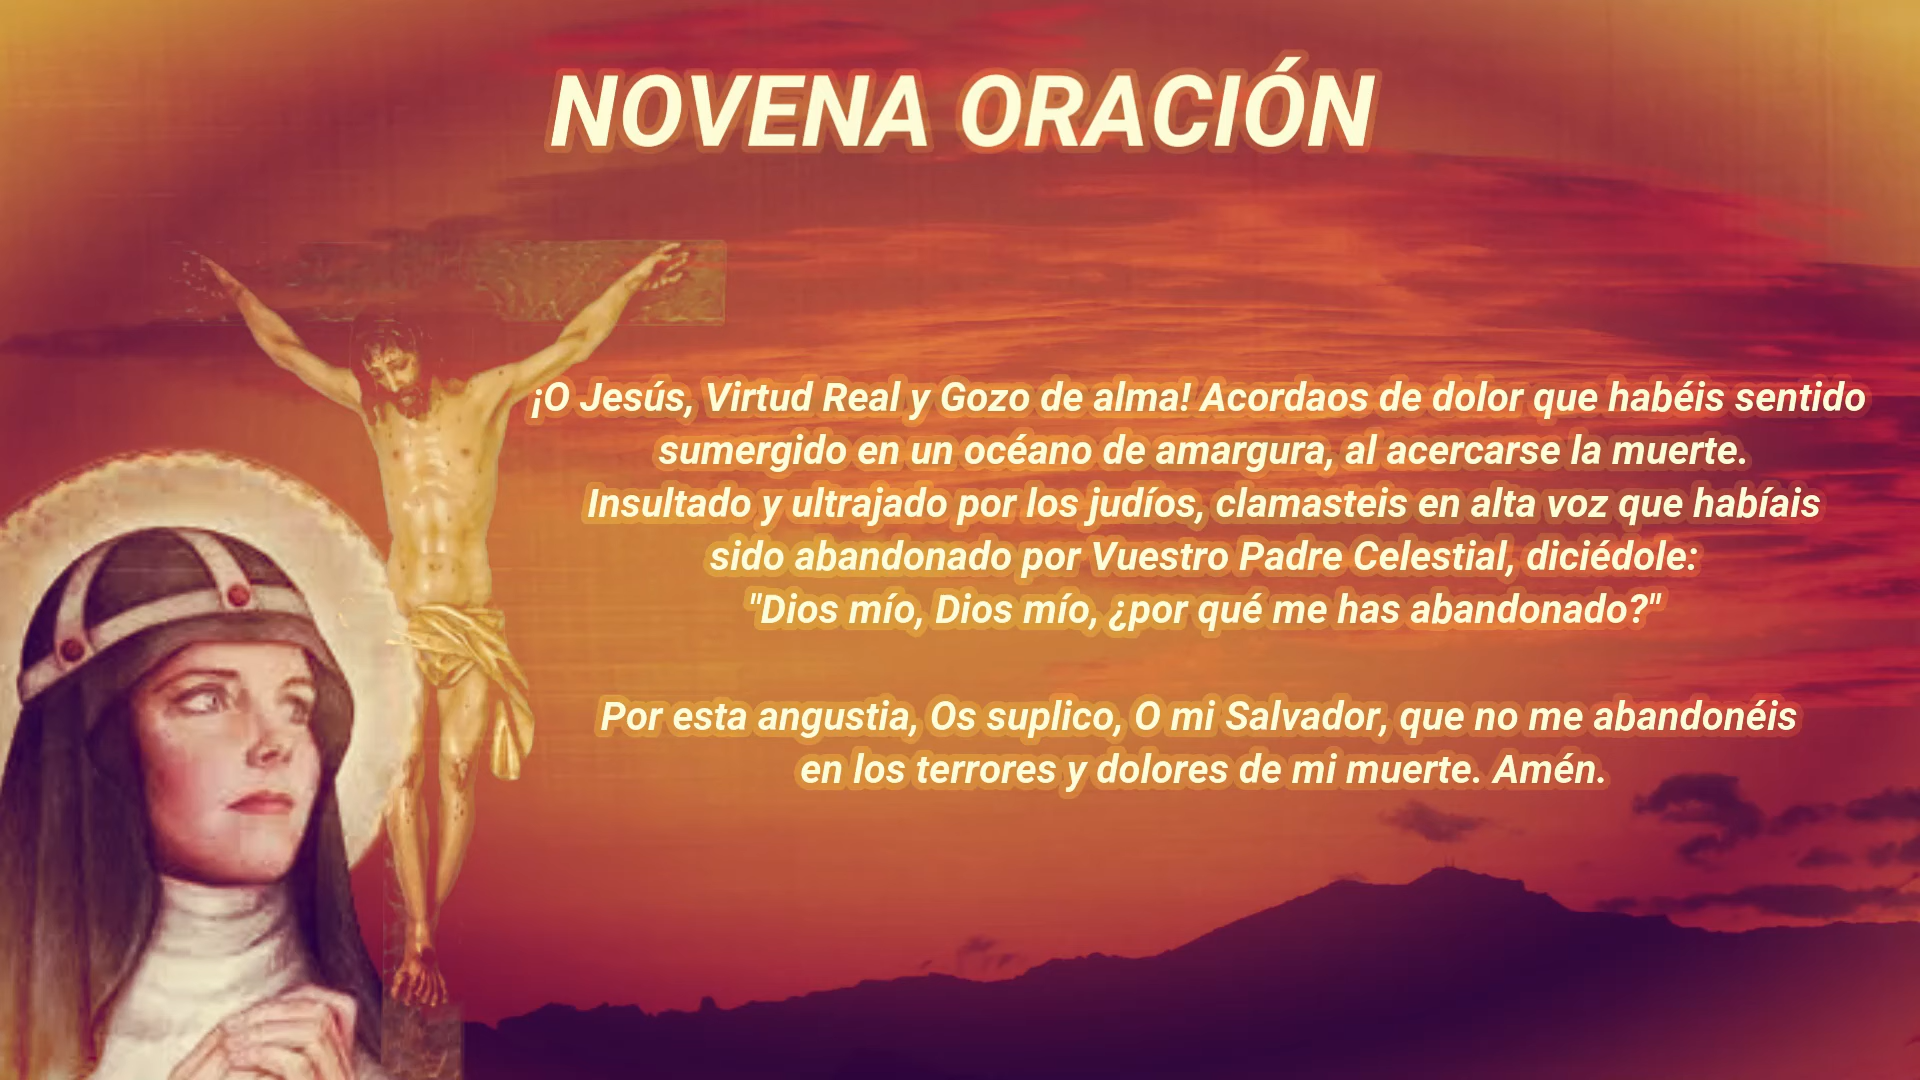 NOVENA ORACIÓN
¡O Jesús, Virtud Real y Gozo de alma! Acordaos de dolor que habéis sentido
sumergido en un océano de amargura, al acercarse la muerte.
Insultado y ultrajado por los judíos, clamasteis en alta voz que habíais
sido abandonado por Vuestro Padre Celestial, diciédole:
"Dios mío, Dios mío, ¿por qué me has abandonado?"
Por esta angustia, Os suplico, O mi Salvador, que no me abandonéis
en los terrores y dolores de mi muerte. Amén.